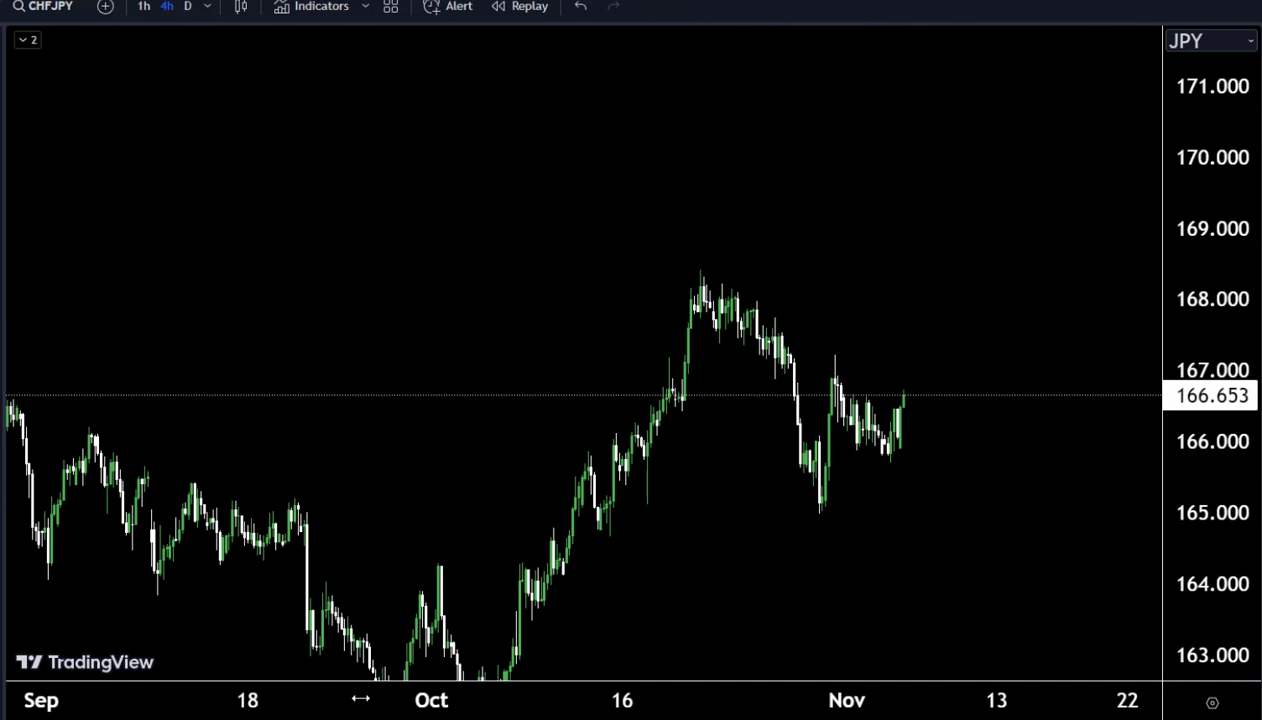 CHFJPY 1h 4h D Indicators Alert Replay
2
JPY
171.000
170.000
169.000
168.000
167.000
166.653
166.000
165.000
164.000
163.000
TradingView
Sep 18 Oct 16 Nov 13 22